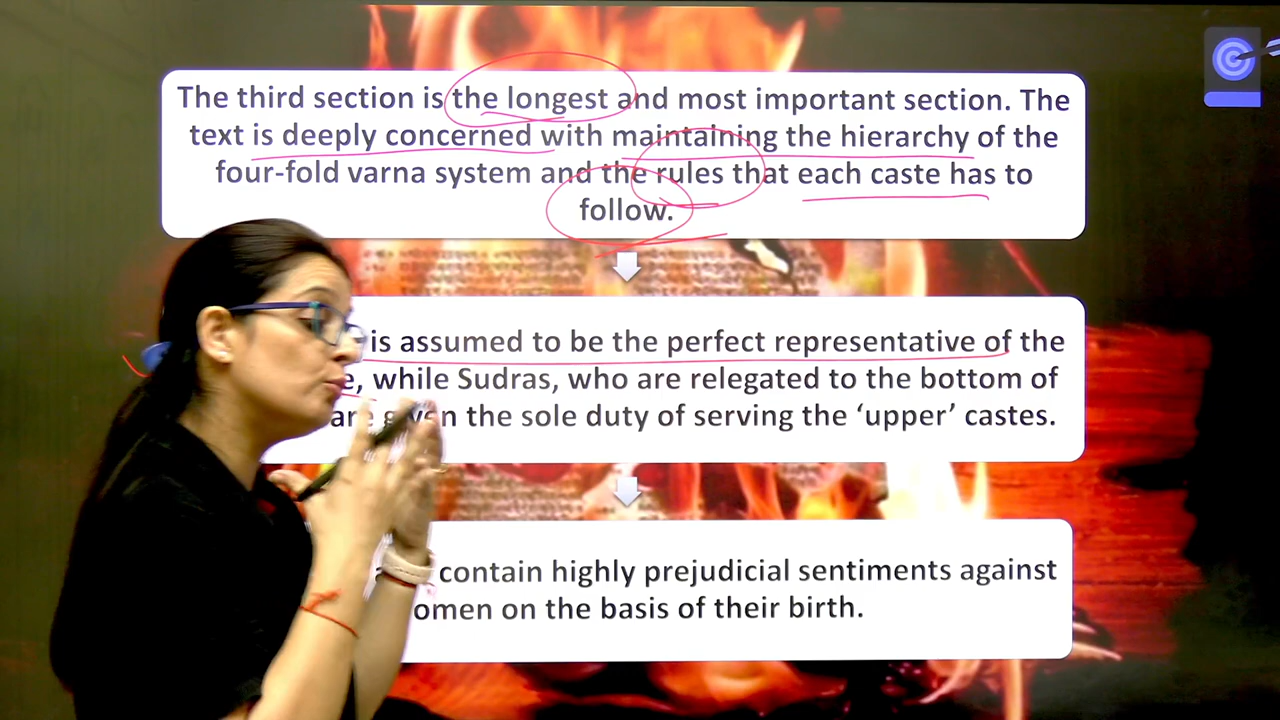 The third section is the longest and most important section. The
text is deeply concerned with maintaining the hierarchy of the
four-fold varna system and the rules that each caste has to
follow.
is assumed to be the perfect representative of the
e, while Sudras, who are relegated to the bottom of
are given the sole duty of serving the ‘upper’ castes.
contain highly prejudicial sentiments against
omen on the basis of their birth.